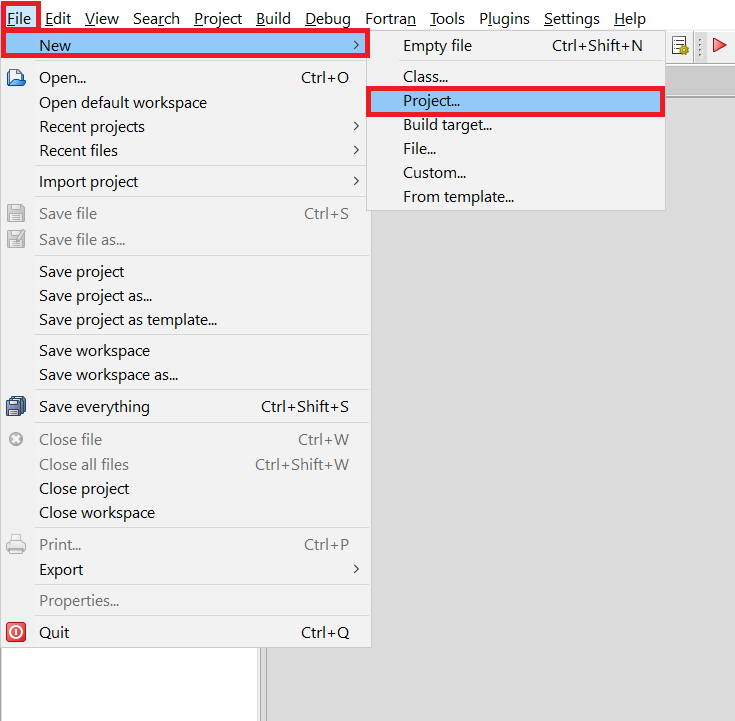 File Edit View Search Project Build Debug Fortran Tools Plugins Settings Help
New
Open... Ctrl+O
Open default workspace
Recent projects
Recent files
Import project
Save file Ctrl+S
Save file as...
Save project
Save project as...
Save project as template...
Save workspace
Save workspace as...
Save everything Ctrl+Shift+S
Close file Ctrl+W
Close all files Ctrl+Shift+W
Close project
Close workspace
Print... Ctrl+P
Export
Properties...
Quit Ctrl+Q
Empty file Ctrl+Shift+N
Class...
Project...
Build target...
File...
Custom...
From template...